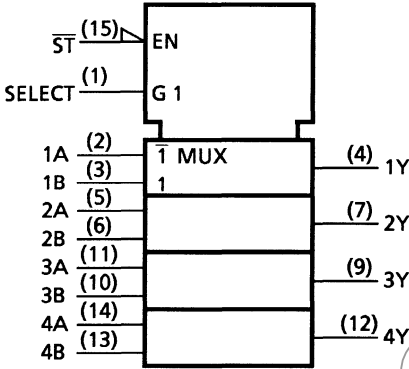 S̅T̅ (15) EN
SELECT (1) G 1
1A (2) 1̅ MUX (4) 1Y
1B (3) 1
2A (5) (7) 2Y
2B (6)
3A (11) (9) 3Y
3B (10)
4A (14) (12) 4Y
4B (13)